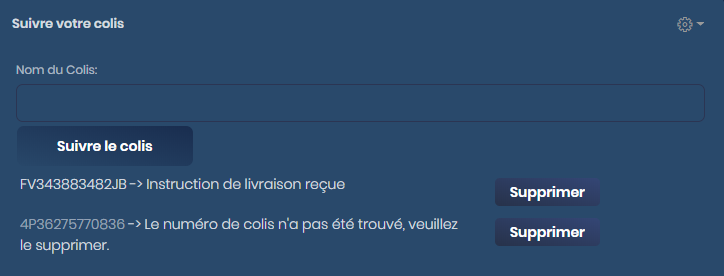 Suivre votre colis
Nom du Colis:
Suivre le colis
FV343883482JB -> Instruction de livraison reçue
Supprimer
4P36275770836 -> Le numéro de colis n'a pas été trouvé, veuillez
le supprimer.
Supprimer